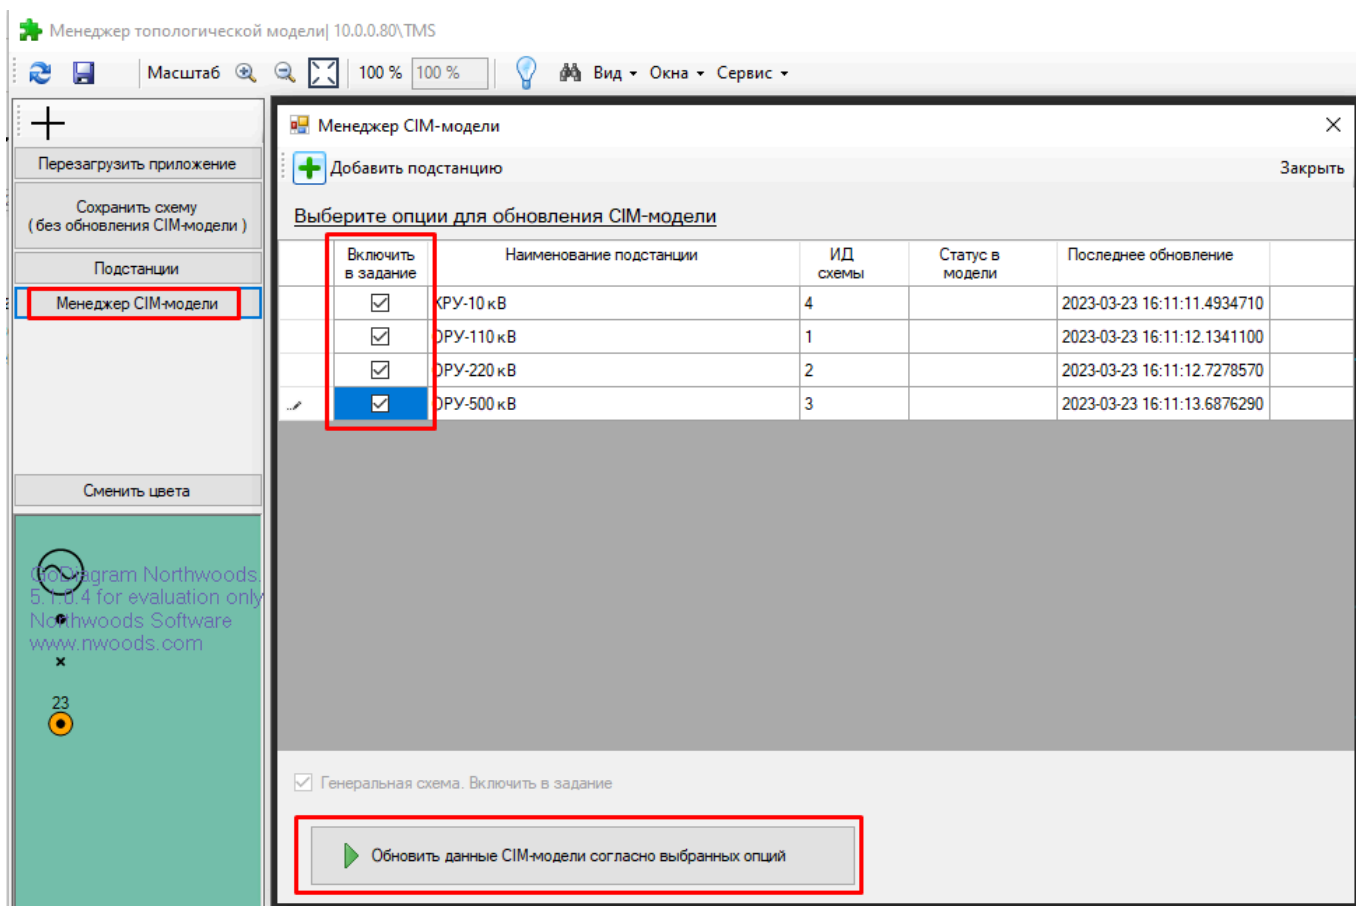 Менеджер топологической модели| 10.0.0.80\TMS
Масштаб 100 % 100 % Вид Окна Сервис
Перезагрузить приложение
Сохранить схему
( без обновления CIM-модели )
Подстанции
Менеджер CIM-модели
Сменить цвета
GoDiagram Northwoods.
5.1.0.4 for evaluation only
Northwoods Software
www.nwoods.com
23
Менеджер CIM-модели
Добавить подстанцию Закрыть
Выберите опции для обновления CIM-модели
Включить в задание Наименование подстанции ИД схемы Статус в модели Последнее обновление
КРУ-10 кВ 4 2023-03-23 16:11:11.4934710
ОРУ-110 кВ 1 2023-03-23 16:11:12.1341100
ОРУ-220 кВ 2 2023-03-23 16:11:12.7278570
ОРУ-500 кВ 3 2023-03-23 16:11:13.6876290
Генеральная схема. Включить в задание
Обновить данные CIM-модели согласно выбранных опций